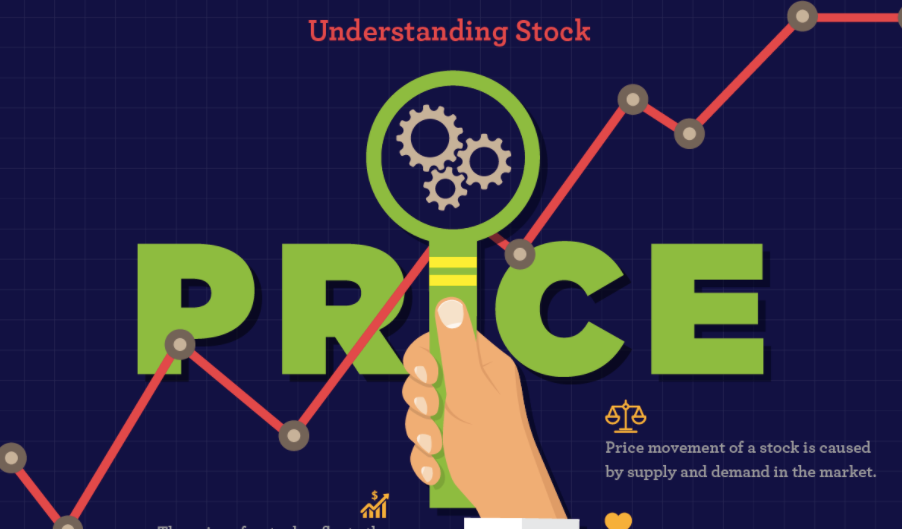 Understanding Stock
PRICE
$
Price movement of a stock is caused
by supply and demand in the market.